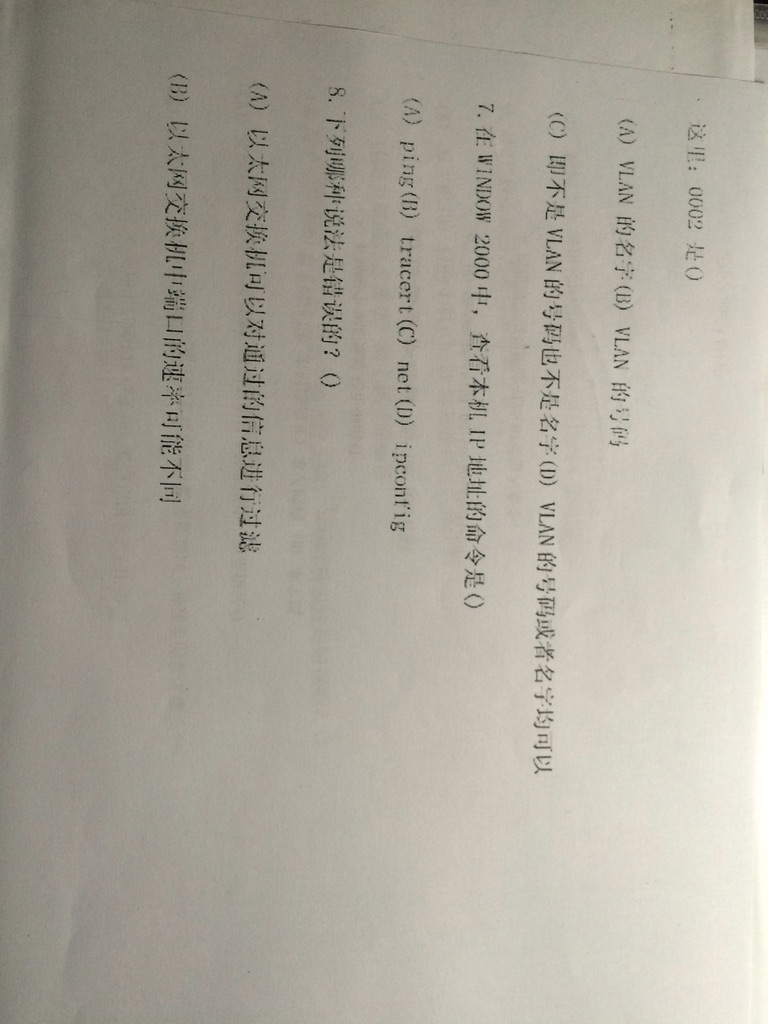 这里：0002 是()
(A) VLAN 的名字(B) VLAN 的号码
(C) 即不是 VLAN 的号码也不是名字(D) VLAN 的号码或者名字均可以
7. 在 WINDOW 2000 中，查看本机 IP 地址的命令是()
(A) ping(B) tracert(C) net(D) ipconfig
8. 下列哪种说法是错误的？()
(A) 以太网交换机可以对通过的信息进行过滤
(B) 以太网交换机中端口的速率可能不同